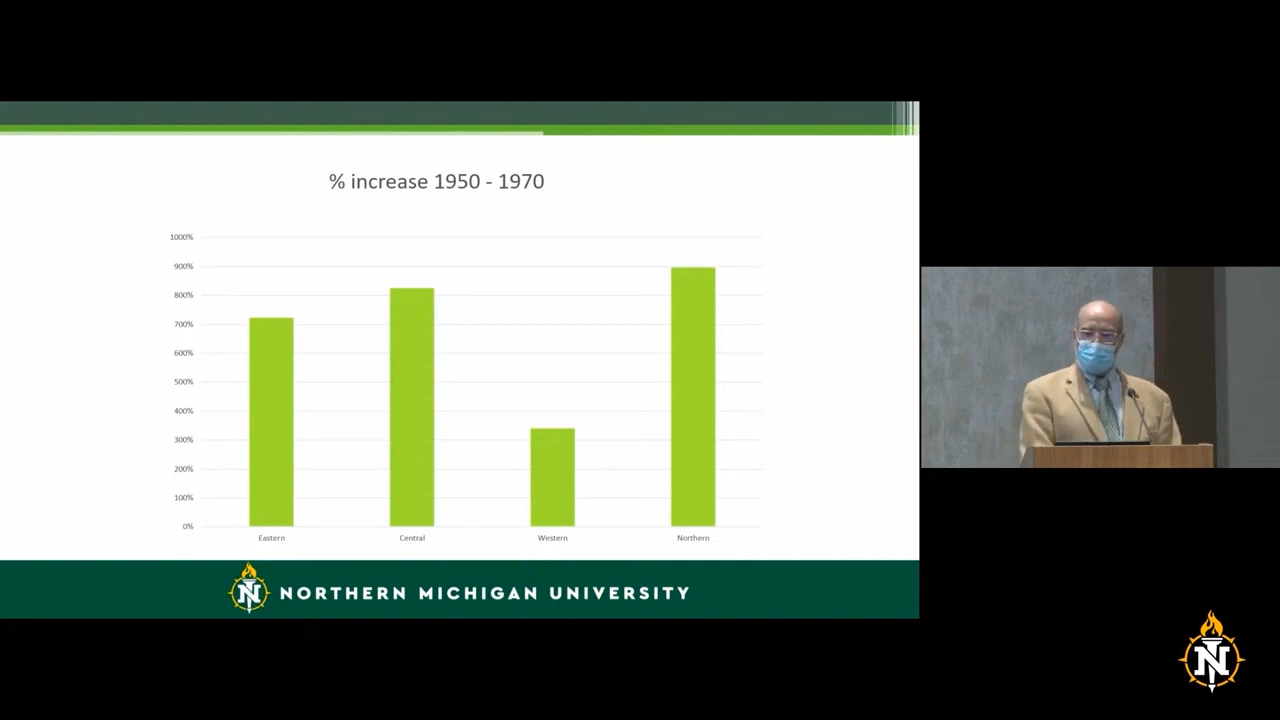 % increase 1950 - 1970
1000%
900%
800%
700%
600%
500%
400%
300%
200%
100%
0%
Eastern Central Western Northern
N NORTHERN MICHIGAN UNIVERSITY
N